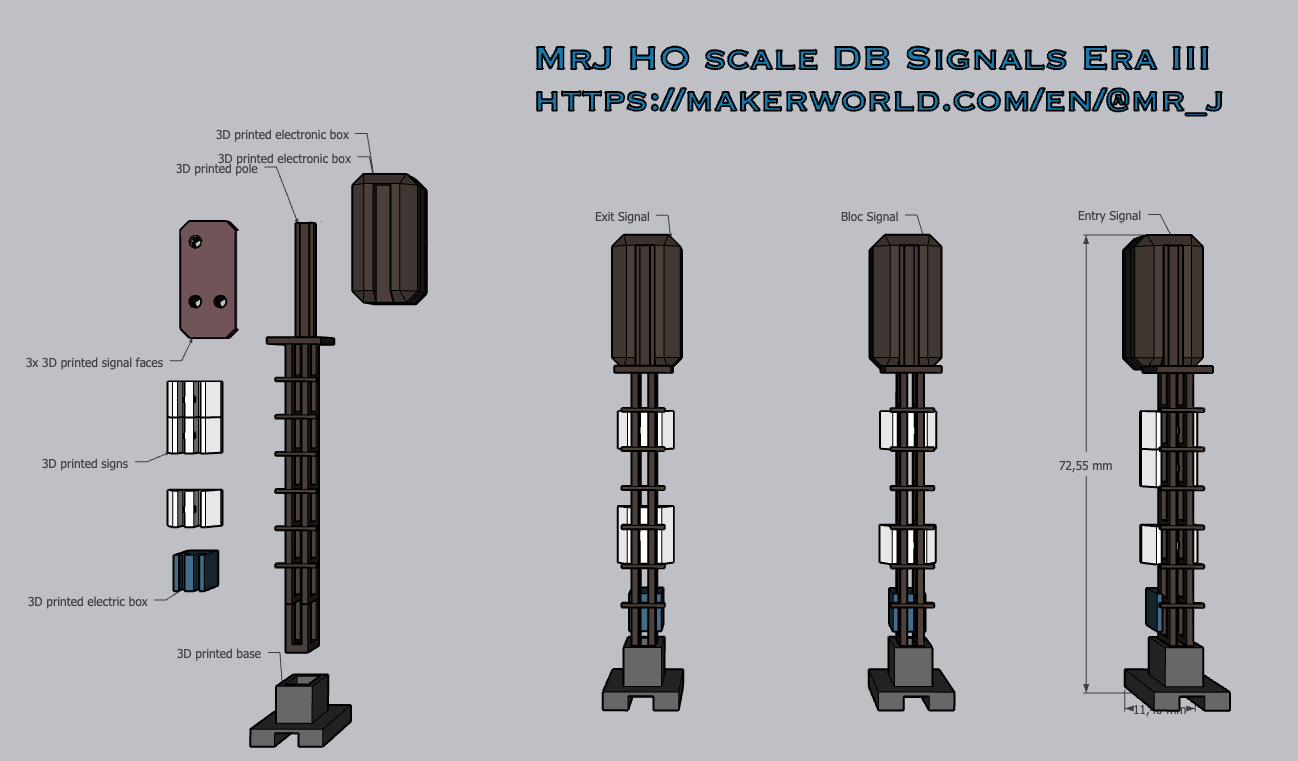 MrJ HO scale DB Signals Era III
https://makerworld.com/en/@mr_j
3D printed electronic box
3D printed electronic box
3D printed pole
Exit Signal
Bloc Signal
Entry Signal
3x 3D printed signal faces
3D printed signs
72,55 mm
3D printed electric box
3D printed base
mm